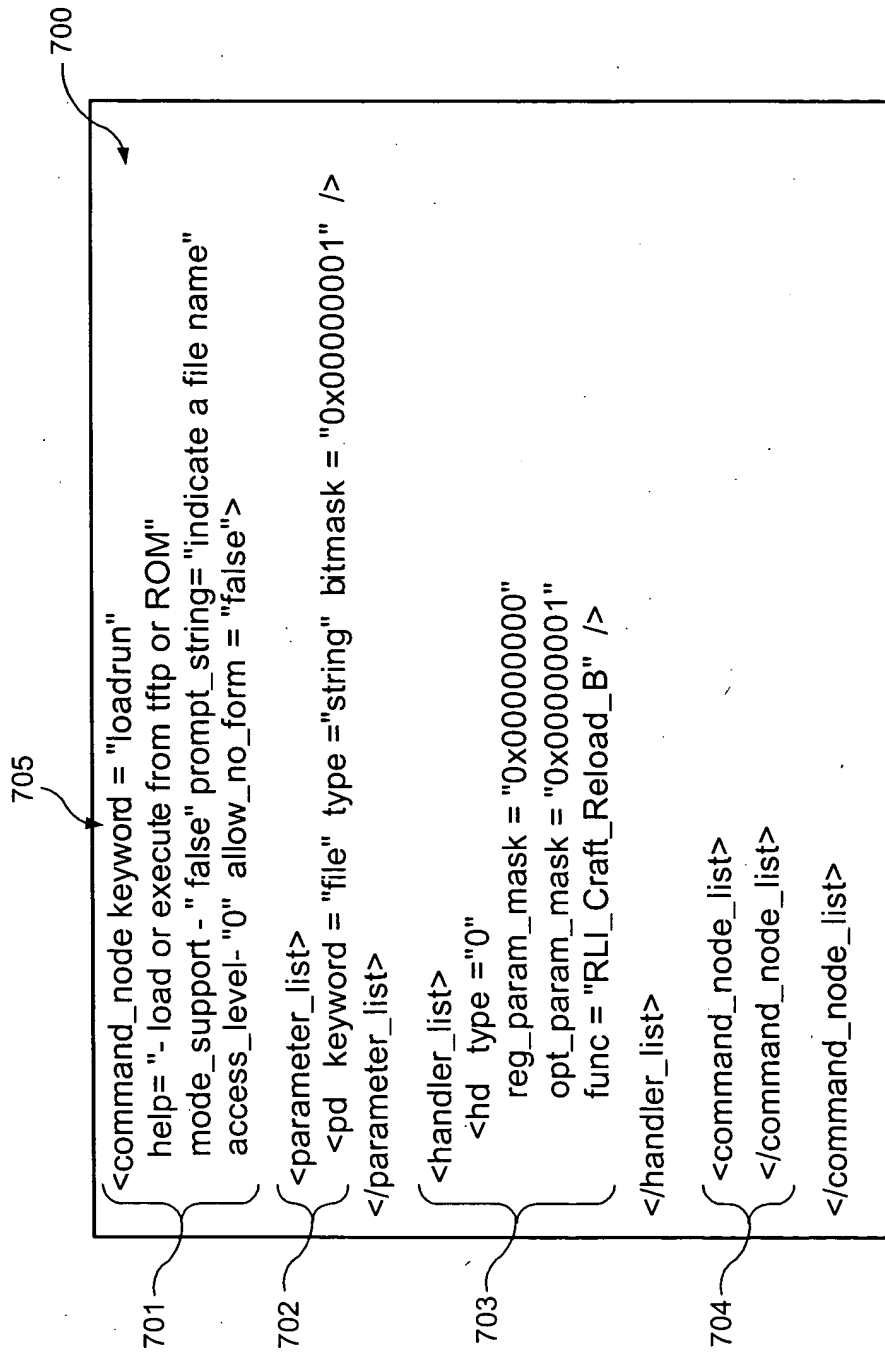 700
705
<command_node keyword = "loadrun"
help= "- load or execute from tftp or ROM"
mode_support - " false" prompt_string= "indicate a file name"
access_level- "0" allow_no_form = "false">
701
<parameter_list>
<pd keyword = "file" type ="string" bitmask = "0x00000001" />
</parameter_list>
702
<handler_list>
<hd type ="0"
reg_param_mask = "0x00000000"
opt_param_mask = "0x00000001"
func = "RLI_Craft_Reload_B" />
</handler_list>
703
<command_node_list>
</command_node_list>
704
</command_node_list>